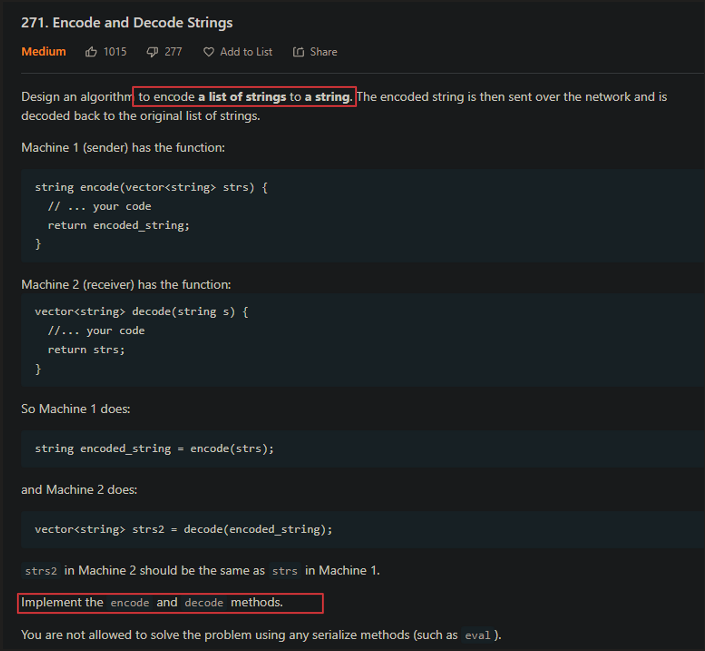 271. Encode and Decode Strings
Medium 1015 277 Add to List Share
Design an algorithm to encode a list of strings to a string. The encoded string is then sent over the network and is
decoded back to the original list of strings.
Machine 1 (sender) has the function:
string encode(vector<string> strs) {
// ... your code
return encoded_string;
}
Machine 2 (receiver) has the function:
vector<string> decode(string s) {
//... your code
return strs;
}
So Machine 1 does:
string encoded_string = encode(strs);
and Machine 2 does:
vector<string> strs2 = decode(encoded_string);
strs2 in Machine 2 should be the same as strs in Machine 1.
Implement the encode and decode methods.
You are not allowed to solve the problem using any serialize methods (such as eval).